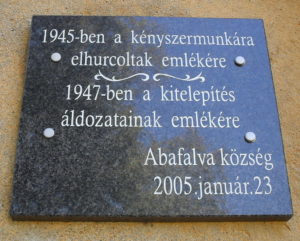 1945-ben a kényszermunkára
elhurcoltak emlékére
1947-ben a kitelepítés
áldozatainak emlékére
Abafalva község
2005.január.23